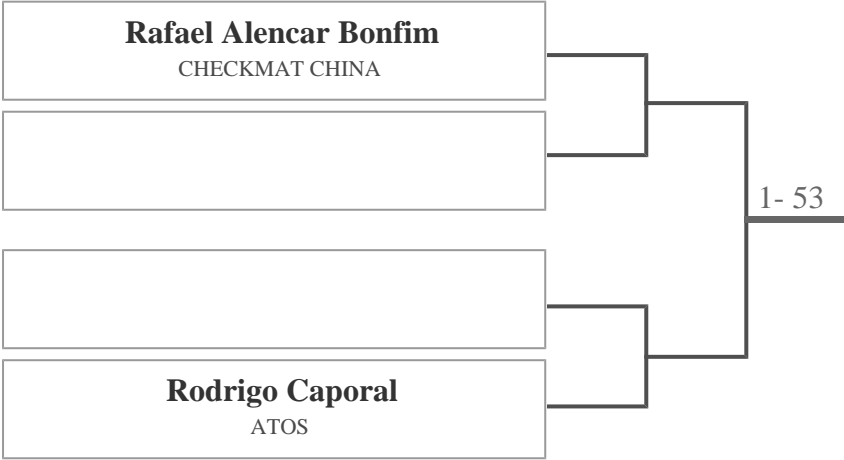 Rafael Alencar Bonfim
CHECKMAT CHINA
1- 53
Rodrigo Caporal
ATOS